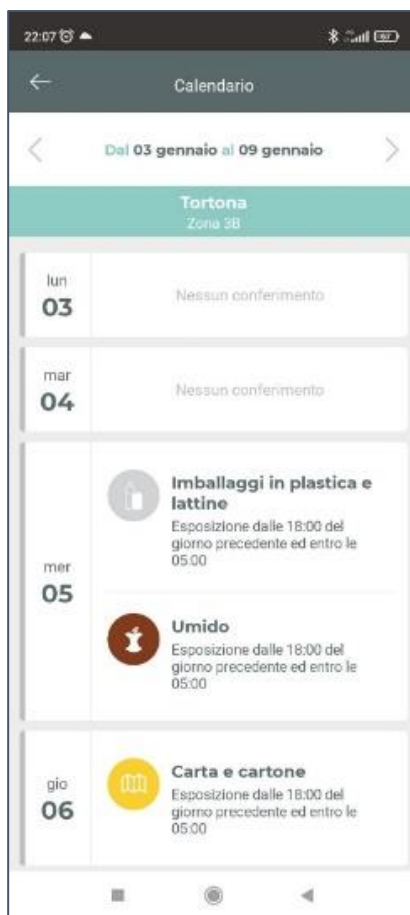 22:07
Calendario
Dal 03 gennaio al 09 gennaio
Tortona
Zona 3B
lun
03
Nessun conferimento
mar
04
Nessun conferimento
mer
05
Imballaggi in plastica e
lattine
Esposizione dalle 18:00 del
giorno precedente ed entro le
05:00
Umido
Esposizione dalle 18:00 del
giorno precedente ed entro le
05:00
gio
06
Carta e cartone
Esposizione dalle 18:00 del
giorno precedente ed entro le
05:00